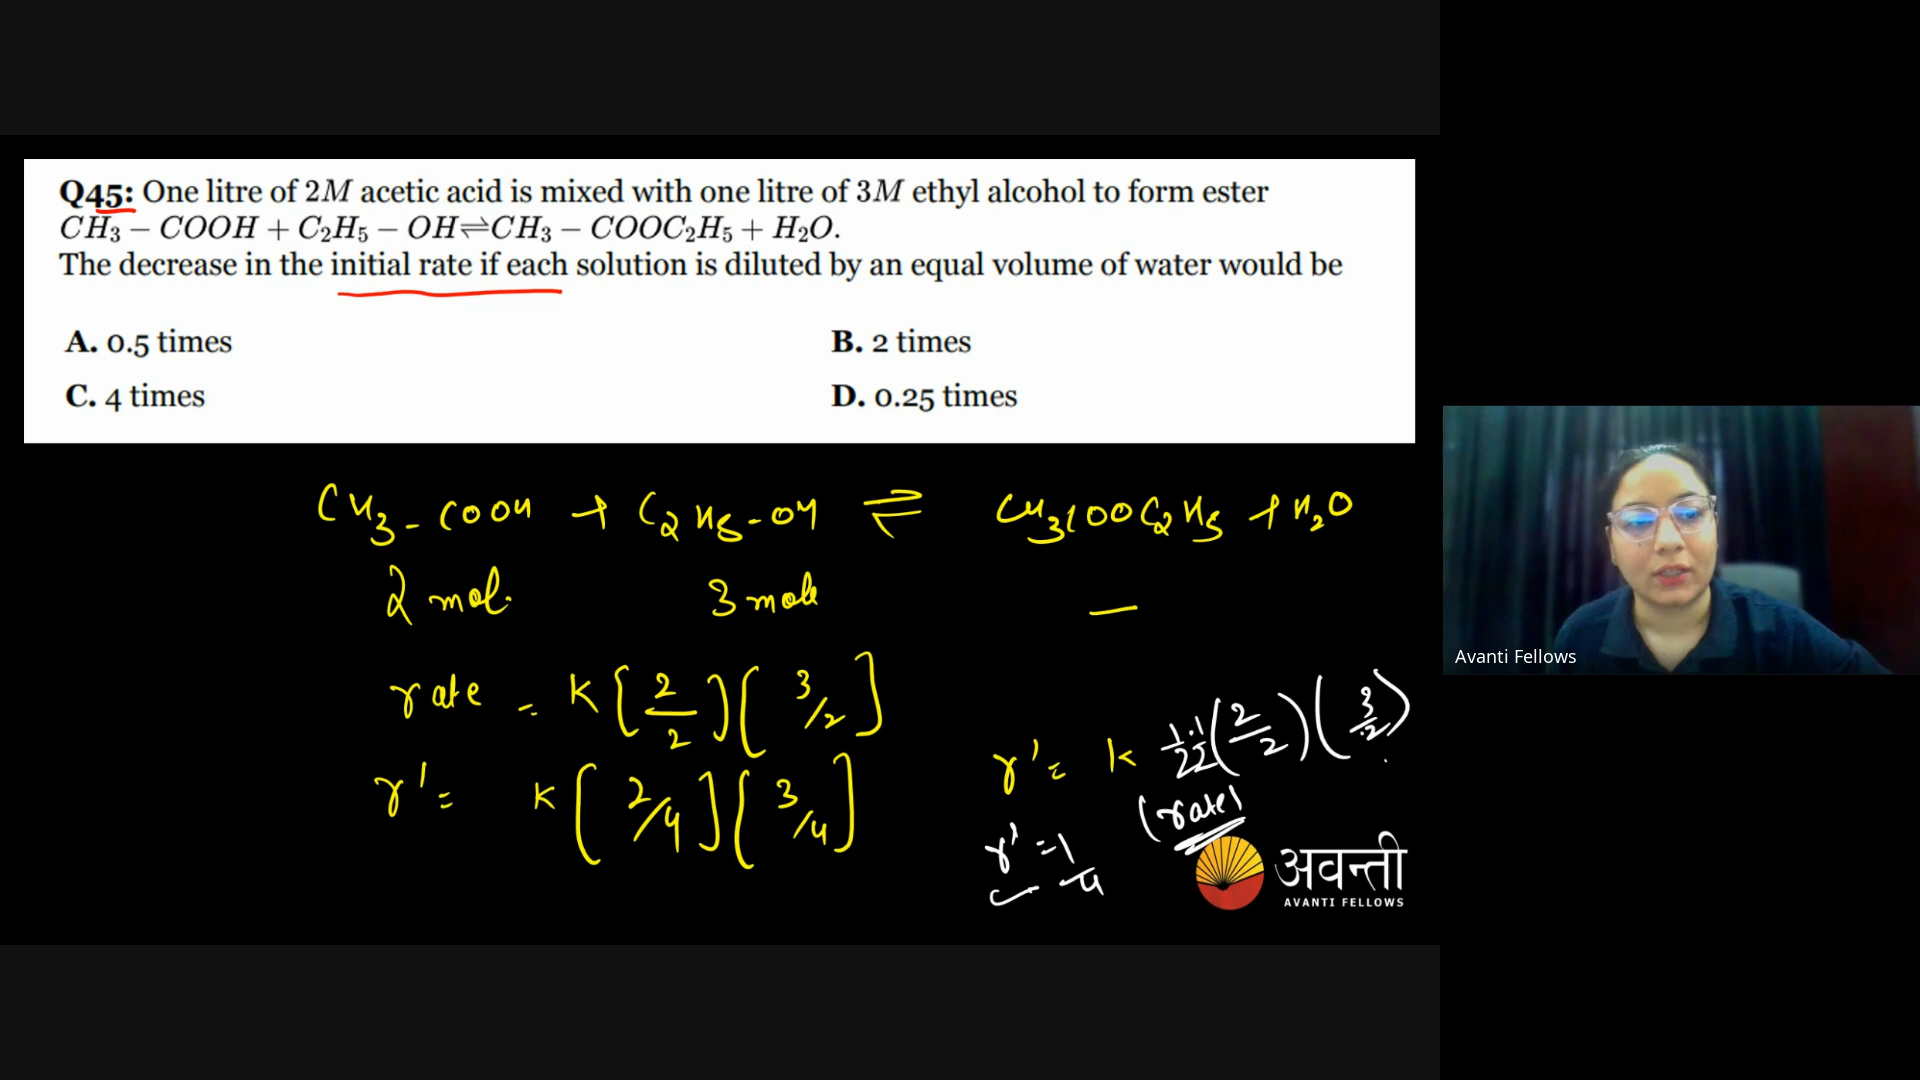 Q45: One litre of 2M acetic acid is mixed with one litre of 3M ethyl alcohol to form ester
CH₃ – COOH + C₂H₅ – OH⇌CH₃ – COOC₂H₅ + H₂O.
The decrease in the initial rate if each solution is diluted by an equal volume of water would be
A. 0.5 times
B. 2 times
C. 4 times
D. 0.25 times
CH₃-COOH + C₂H₅-OH ⇌ CH₃COOC₂H₅ + H₂O
2 mol. 3 mole —
rate = K[2/2][3/2]
r' = K[2/4][3/4]
r' = k 1/2·1/2 (2/2)(3/2)
(rate)
r' = 1/4
Avanti Fellows
अवन्ती
AVANTI FELLOWS